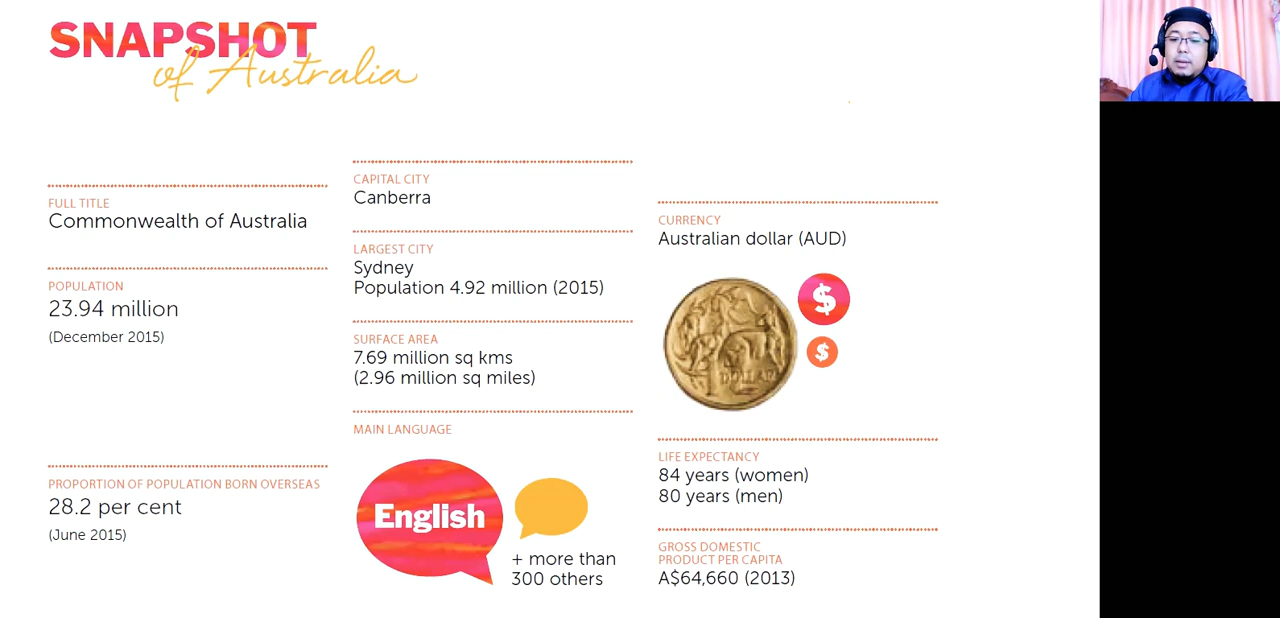 SNAPSHOT
of Australia
FULL TITLE
Commonwealth of Australia
POPULATION
23.94 million
(December 2015)
PROPORTION OF POPULATION BORN OVERSEAS
28.2 per cent
(June 2015)
CAPITAL CITY
Canberra
LARGEST CITY
Sydney
Population 4.92 million (2015)
SURFACE AREA
7.69 million sq kms
(2.96 million sq miles)
MAIN LANGUAGE
English
+ more than
300 others
CURRENCY
Australian dollar (AUD)
DOLLAR
$
$
LIFE EXPECTANCY
84 years (women)
80 years (men)
GROSS DOMESTIC
PRODUCT PER CAPITA
A$64,660 (2013)